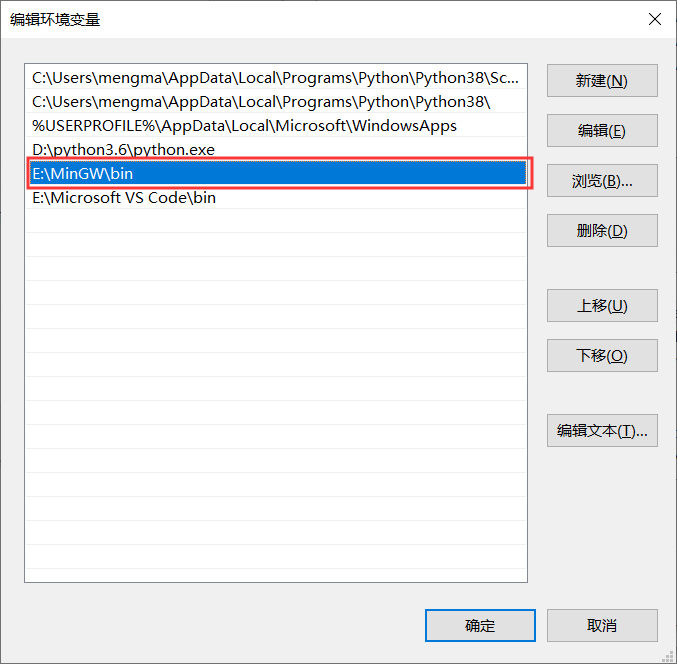 编辑环境变量
C:\Users\mengma\AppData\Local\Programs\Python\Python38\Sc...
C:\Users\mengma\AppData\Local\Programs\Python\Python38\
%USERPROFILE%\AppData\Local\Microsoft\WindowsApps
D:\python3.6\python.exe
E:\MinGW\bin
E:\Microsoft VS Code\bin
新建(N)
编辑(E)
浏览(B)...
删除(D)
上移(U)
下移(O)
编辑文本(T)...
确定
取消